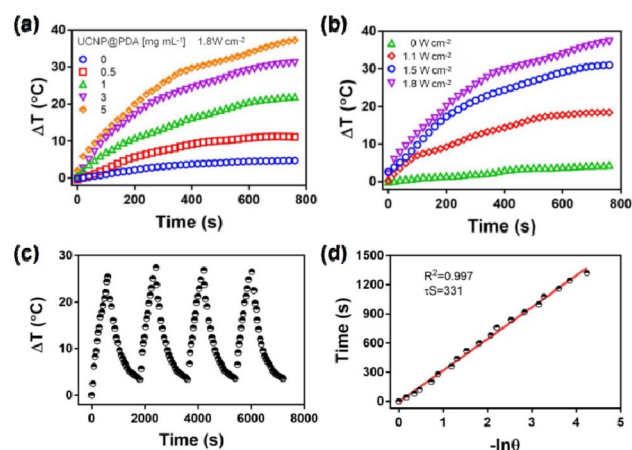 (a)
UCNP@PDA [mg mL⁻¹] 1.8W cm⁻²
0
0.5
1
3
5
ΔT (°C)
40
30
20
10
0
0 200 400 600 800
Time (s)
(b)
0 W cm⁻²
1.1 W cm⁻²
1.5 W cm⁻²
1.8 W cm⁻²
ΔT (°C)
40
30
20
10
0
0 200 400 600 800
Time (s)
(c)
ΔT (°C)
30
20
10
0
0 2000 4000 6000 8000
Time (s)
(d)
R²=0.997
τS=331
Time (s)
1500
1200
900
600
300
0
0 1 2 3 4 5
-lnθ